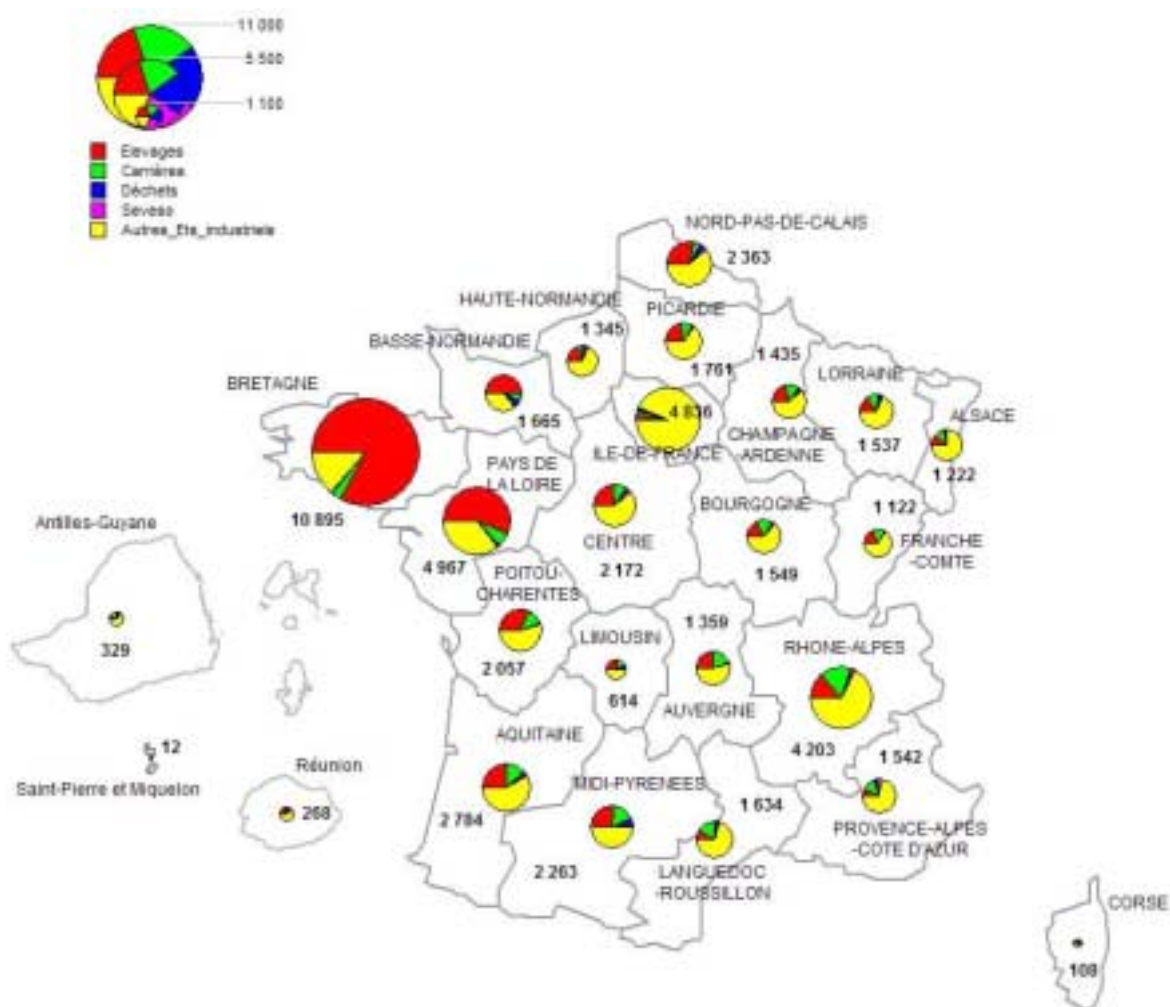 11 000
5 500
1 100
Elevages
Carrières
Déchets
Seveso
Autres_Ets_industriels
NORD-PAS-DE-CALAIS
2 363
HAUTE-NORMANDIE
1 345
PICARDIE
1 761
BASSE-NORMANDIE
1 665
1 435
LORRAINE
1 537
BRETAGNE
10 895
4 836
ILE-DE-FRANCE
CHAMPAGNE
-ARDENNE
ALSACE
1 222
PAYS DE
LA LOIRE
4 967
CENTRE
2 172
BOURGOGNE
1 549
1 122
FRANCHE
-COMTE
Antilles-Guyane
329
POITOU-
CHARENTES
2 057
LIMOUSIN
614
1 359
AUVERGNE
RHONE-ALPES
4 203
AQUITAINE
2 784
MIDI-PYRENEES
2 263
1 634
LANGUEDOC
-ROUSSILLON
1 542
PROVENCE-ALPES
-COTE D'AZUR
12
Saint-Pierre et Miquelon
Réunion
268
CORSE
108